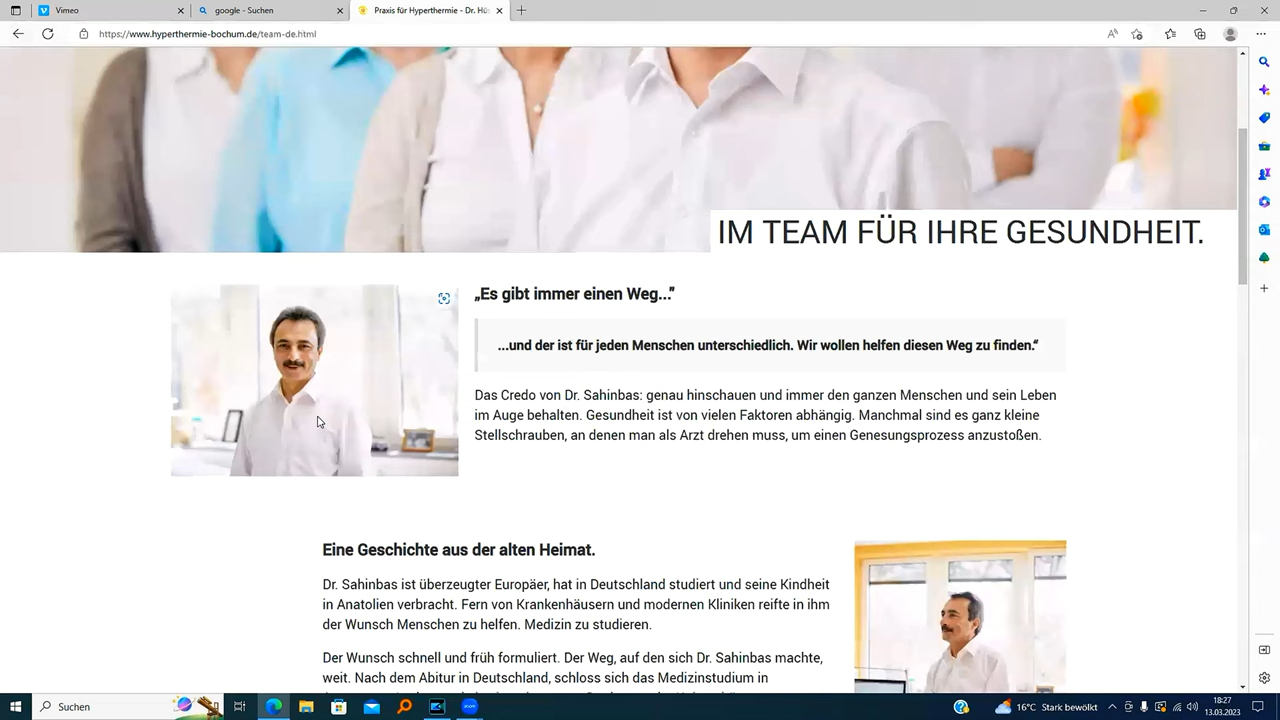 Vimeo
google - Suchen
Praxis für Hyperthermie - Dr. Hüs
https://www.hyperthermie-bochum.de/team-de.html
IM TEAM FÜR IHRE GESUNDHEIT.
„Es gibt immer einen Weg..."
...und der ist für jeden Menschen unterschiedlich. Wir wollen helfen diesen Weg zu finden.“
Das Credo von Dr. Sahinbas: genau hinschauen und immer den ganzen Menschen und sein Leben
im Auge behalten. Gesundheit ist von vielen Faktoren abhängig. Manchmal sind es ganz kleine
Stellschrauben, an denen man als Arzt drehen muss, um einen Genesungsprozess anzustoßen.
Eine Geschichte aus der alten Heimat.
Dr. Sahinbas ist überzeugter Europäer, hat in Deutschland studiert und seine Kindheit
in Anatolien verbracht. Fern von Krankenhäusern und modernen Kliniken reifte in ihm
der Wunsch Menschen zu helfen. Medizin zu studieren.
Der Wunsch schnell und früh formuliert. Der Weg, auf den sich Dr. Sahinbas machte,
weit. Nach dem Abitur in Deutschland, schloss sich das Medizinstudium in
Suchen
16°C Stark bewölkt
18:27
13.03.2023